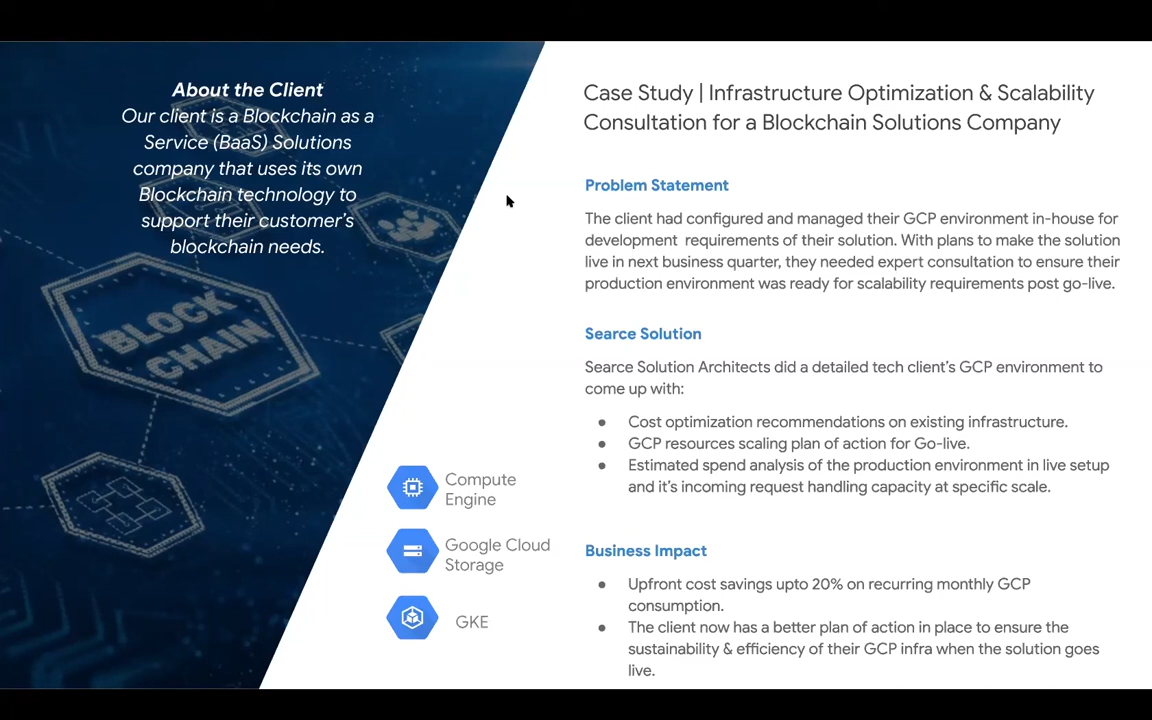 About the Client
Our client is a Blockchain as a
Service (BaaS) Solutions
company that uses its own
Blockchain technology to
support their customer's
blockchain needs.
BLOCK
CHAIN
Compute
Engine
Google Cloud
Storage
GKE
Case Study | Infrastructure Optimization & Scalability
Consultation for a Blockchain Solutions Company
Problem Statement
The client had configured and managed their GCP environment in-house for
development requirements of their solution. With plans to make the solution
live in next business quarter, they needed expert consultation to ensure their
production environment was ready for scalability requirements post go-live.
Searce Solution
Searce Solution Architects did a detailed tech client's GCP environment to
come up with:
● Cost optimization recommendations on existing infrastructure.
● GCP resources scaling plan of action for Go-live.
● Estimated spend analysis of the production environment in live setup
and it's incoming request handling capacity at specific scale.
Business Impact
● Upfront cost savings upto 20% on recurring monthly GCP
consumption.
● The client now has a better plan of action in place to ensure the
sustainability & efficiency of their GCP infra when the solution goes
live.